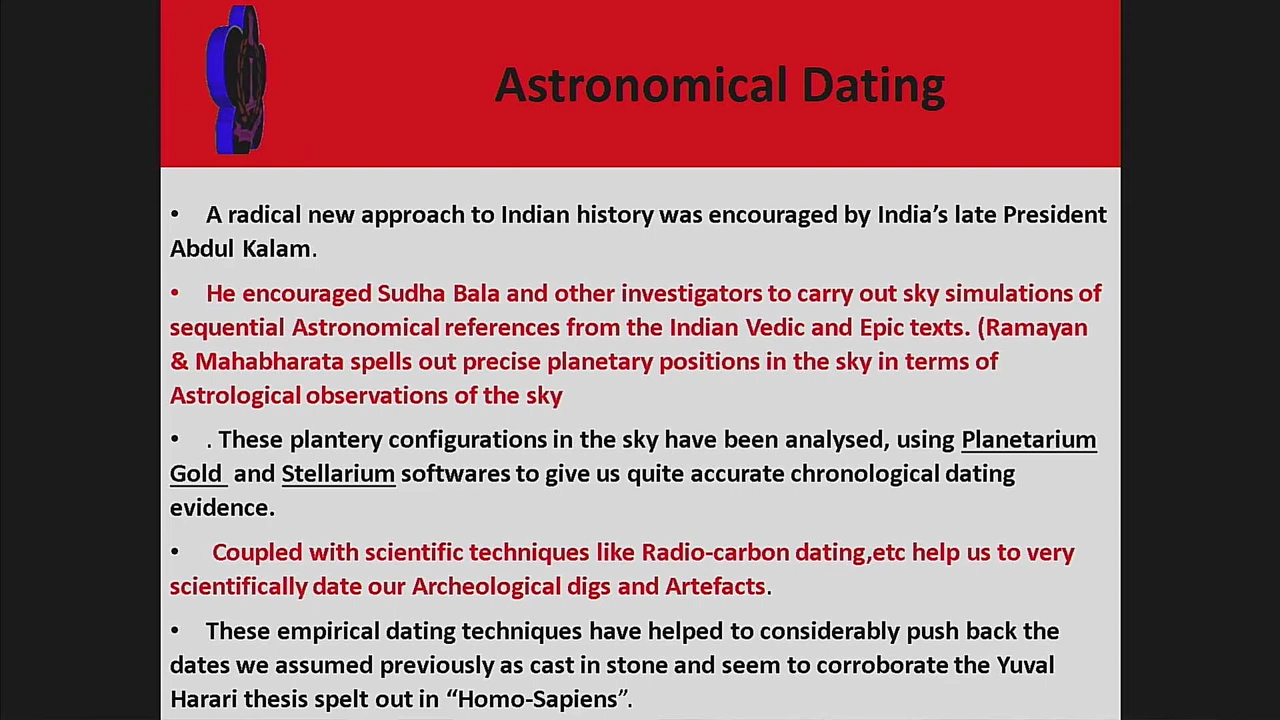 Astronomical Dating
• A radical new approach to Indian history was encouraged by India’s late President
Abdul Kalam.
• He encouraged Sudha Bala and other investigators to carry out sky simulations of
sequential Astronomical references from the Indian Vedic and Epic texts. (Ramayan
& Mahabharata spells out precise planetary positions in the sky in terms of
Astrological observations of the sky
• . These plantery configurations in the sky have been analysed, using Planetarium
Gold and Stellarium softwares to give us quite accurate chronological dating
evidence.
• Coupled with scientific techniques like Radio-carbon dating,etc help us to very
scientifically date our Archeological digs and Artefacts.
• These empirical dating techniques have helped to considerably push back the
dates we assumed previously as cast in stone and seem to corroborate the Yuval
Harari thesis spelt out in “Homo-Sapiens”.